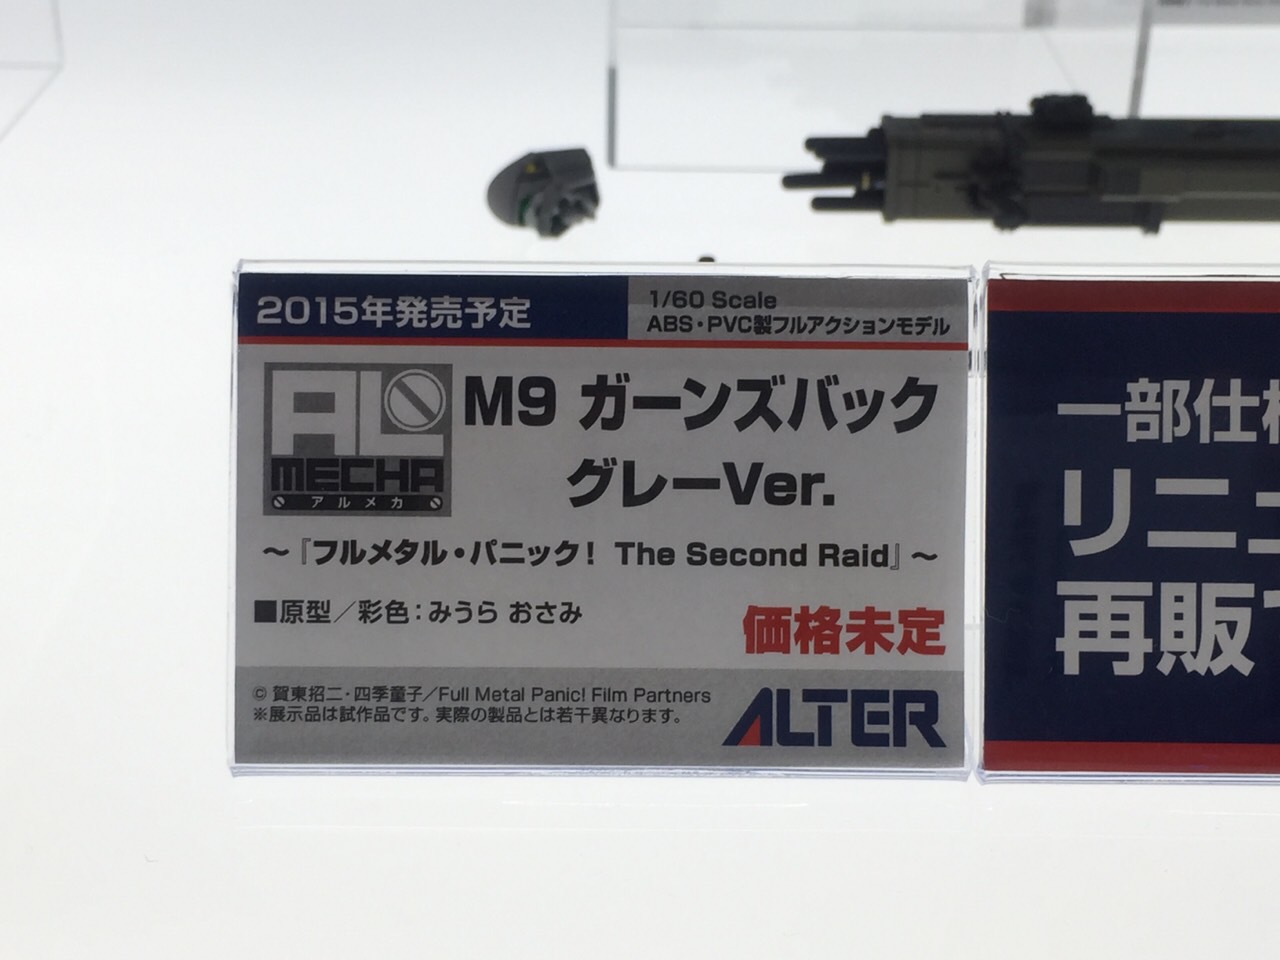 2015年発売予定
1/60 Scale
ABS・PVC製フルアクションモデル
AL
MECHA
アルメカ
M9 ガーンズバック
グレーVer.
～『フルメタル・パニック！ The Second Raid』～
■原型／彩色：みうら おさみ
価格未定
© 賀東招二・四季童子／Full Metal Panic! Film Partners
※展示品は試作品です。実際の製品とは若干異なります。
ALTER
一部仕
リニ
再販